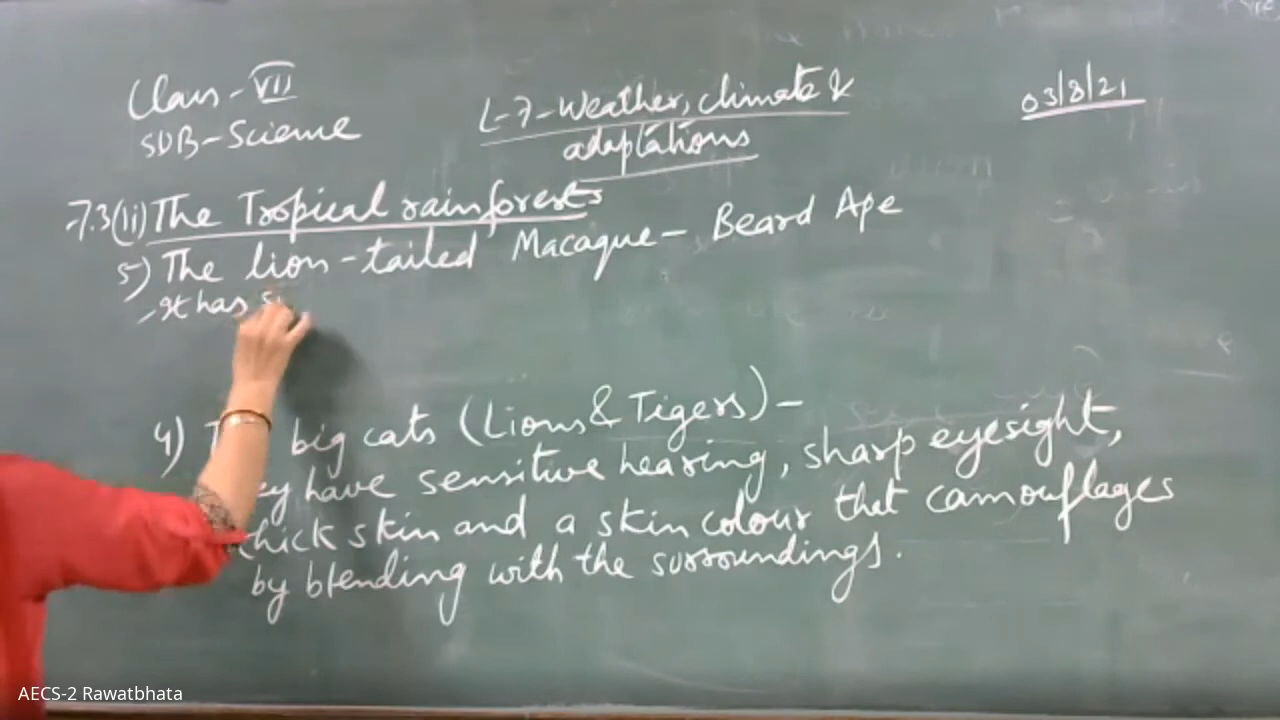 Class - VII
SUB - Science
L-7-Weather, climate &
adaptations
03/8/21
7.3(ii) The Tropical rainforests
5) The lion-tailed Macaque - Beard Ape
- It has
4) big cats (Lions & Tigers) -
have sensitive hearing, sharp eyesight,
thick skin and a skin colour that camouflages
by blending with the surroundings.
AECS-2 Rawatbhata